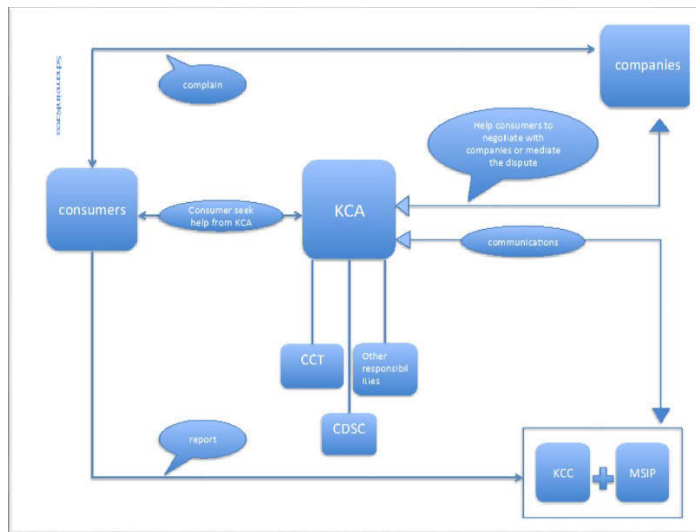 companies
complain
Help consumers to
negotiate with
companies or mediate
the dispute
consumers
Consumer seek
help from KCA
KCA
communications
CCT
Other
responsibil
ilies
CDSC
report
KCC
MSIP